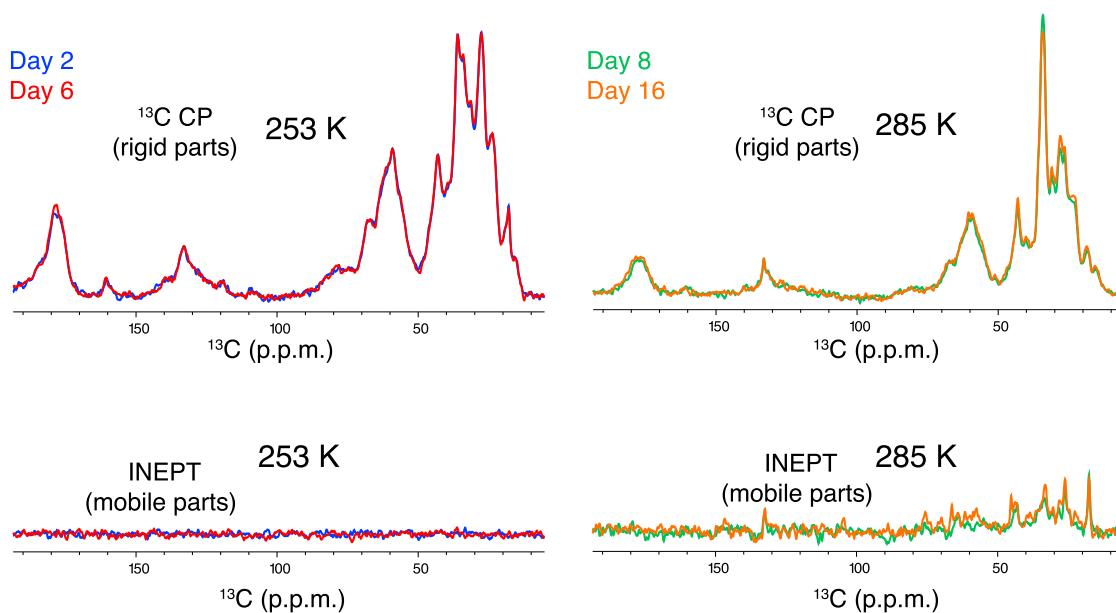 Day 2
Day 6
¹³C CP
(rigid parts)
253 K
150
100
50
¹³C (p.p.m.)
Day 8
Day 16
¹³C CP
(rigid parts)
285 K
150
100
50
¹³C (p.p.m.)
INEPT
(mobile parts)
253 K
150
100
50
¹³C (p.p.m.)
INEPT
(mobile parts)
285 K
150
100
50
¹³C (p.p.m.)